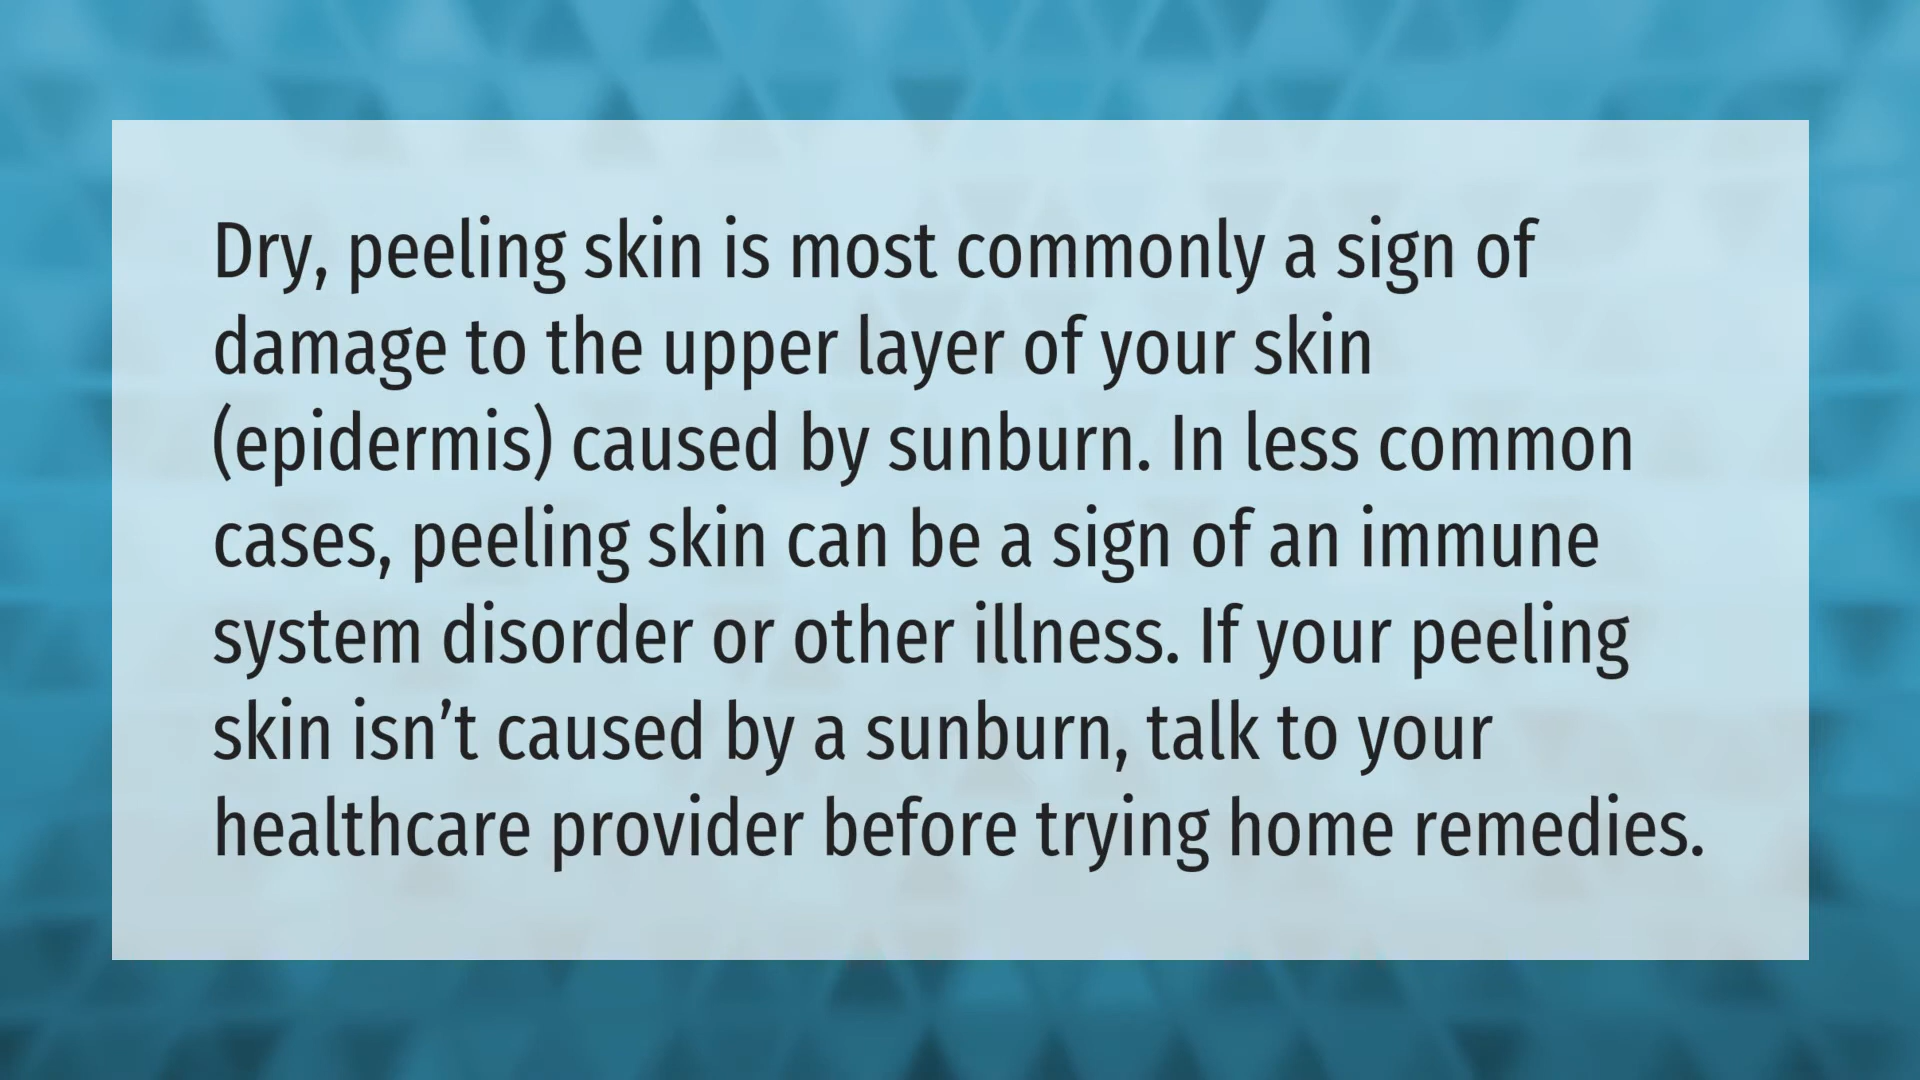 Dry, peeling skin is most commonly a sign of
damage to the upper layer of your skin
(epidermis) caused by sunburn. In less common
cases, peeling skin can be a sign of an immune
system disorder or other illness. If your peeling
skin isn’t caused by a sunburn, talk to your
healthcare provider before trying home remedies.